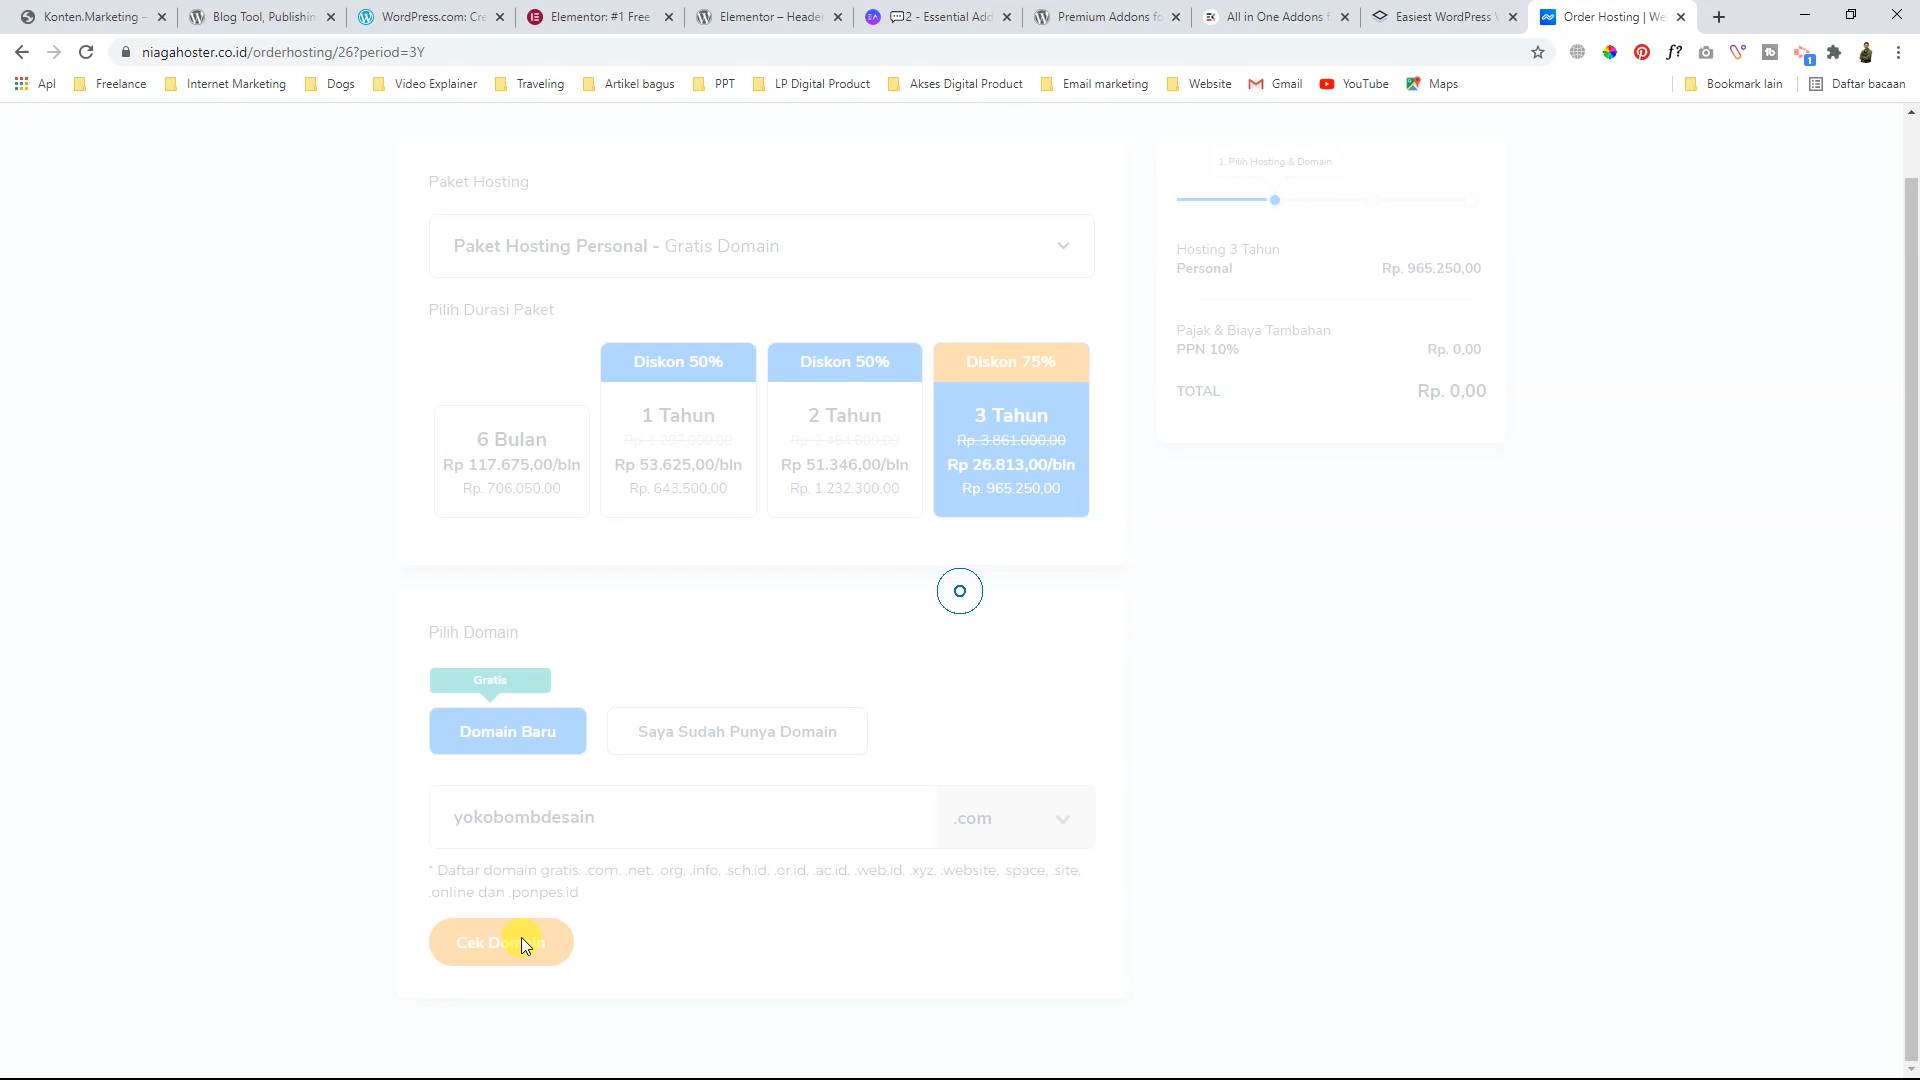 Konten.Marketing –
Blog Tool, Publishin
WordPress.com: Cre
Elementor: #1 Free
Elementor – Header
2 - Essential Add
Premium Addons fo
All in One Addons f
Easiest WordPress W
Order Hosting | We
niagahoster.co.id/orderhosting/26?period=3Y
Apl
Freelance
Internet Marketing
Dogs
Video Explainer
Traveling
Artikel bagus
PPT
LP Digital Product
Akses Digital Product
Email marketing
Website
Gmail
YouTube
Maps
Bookmark lain
Daftar bacaan
Paket Hosting
Paket Hosting Personal - Gratis Domain
Pilih Durasi Paket
6 Bulan
Rp 117.675,00/bln
Rp. 706.050.00
Diskon 50%
1 Tahun
Rp. 1.287.000,00
Rp 53.625,00/bln
Rp. 643.500,00
Diskon 50%
2 Tahun
Rp. 2.464.600,00
Rp 51.346,00/bln
Rp. 1.232.300,00
Diskon 75%
3 Tahun
Rp. 3.861.000,00
Rp 26.813,00/bln
Rp. 965.250,00
Pilih Domain
Gratis
Domain Baru
Saya Sudah Punya Domain
yokobombdesain
.com
* Daftar domain gratis: .com, .net, .org, .info, .sch.id, .or.id, .ac.id, .web.id, .xyz, .website, .space, .site,
.online dan .ponpes.id
Cek Domain
1. Pilih Hosting & Domain
Hosting 3 Tahun
Personal Rp. 965.250,00
Pajak & Biaya Tambahan
PPN 10% Rp. 0,00
TOTAL Rp. 0,00